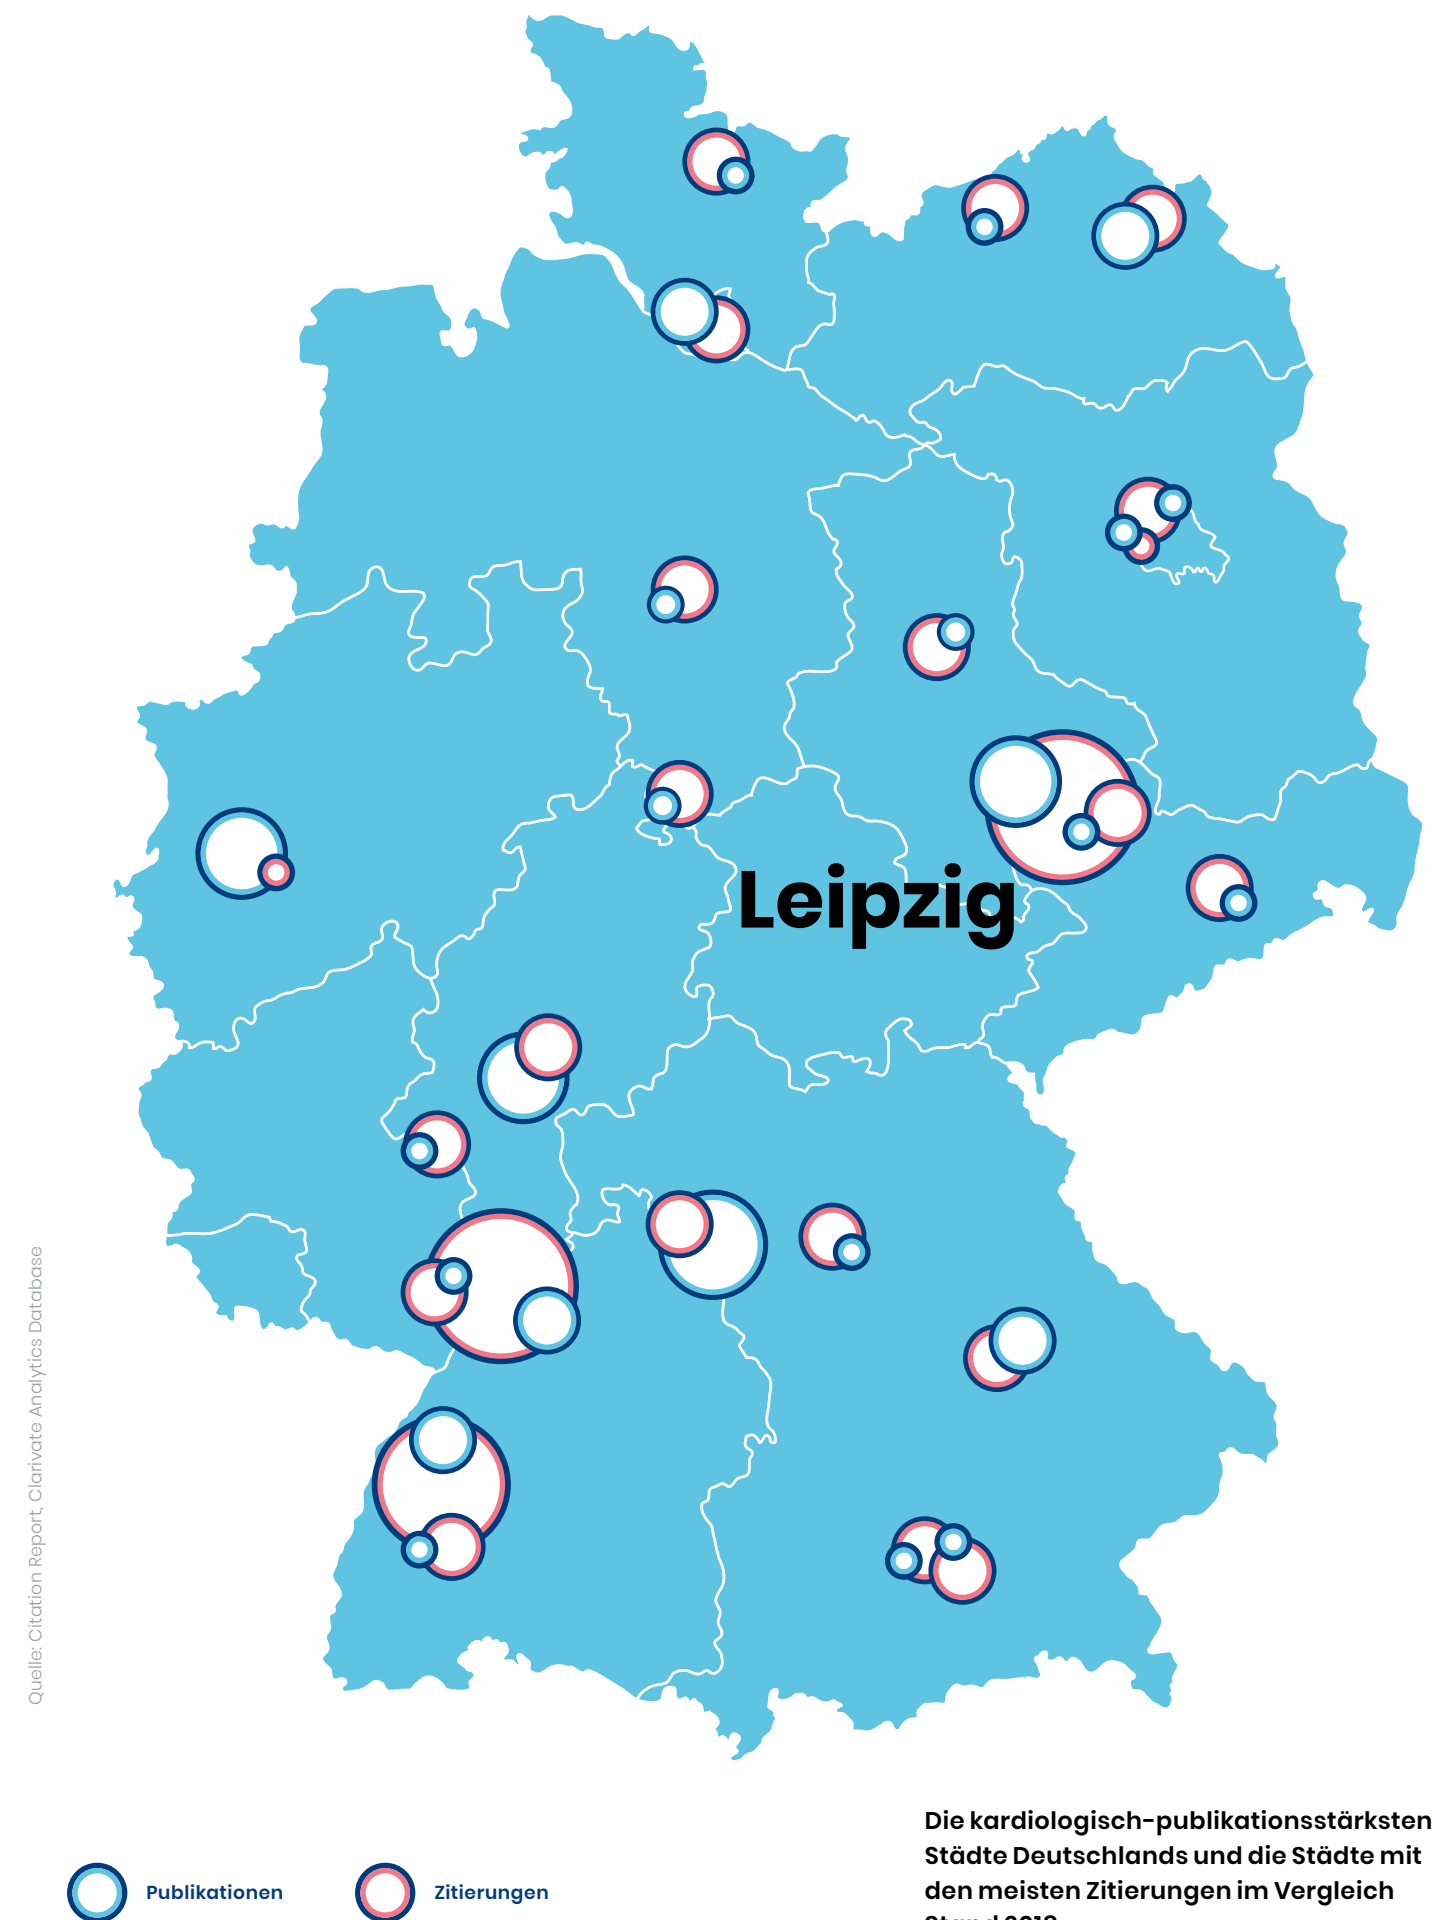 Leipzig
Quelle: Citation Report, Clarivate Analytics Database
Publikationen
Zitierungen
Die kardiologisch-publikationsstärksten
Städte Deutschlands und die Städte mit
den meisten Zitierungen im Vergleich